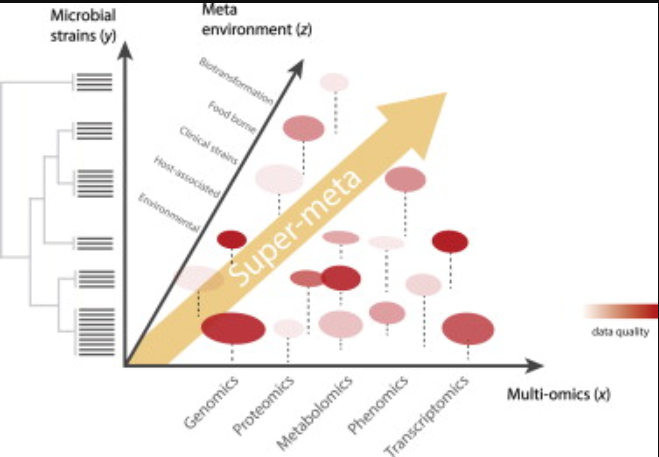 Microbial
strains (y)
Meta
environment (z)
Biotransformation
Food borne
Clinical strains
Host-associated
Environmental
Super-meta
data quality
Genomics
Proteomics
Metabolomics
Phenomics
Transcriptomics
Multi-omics (x)